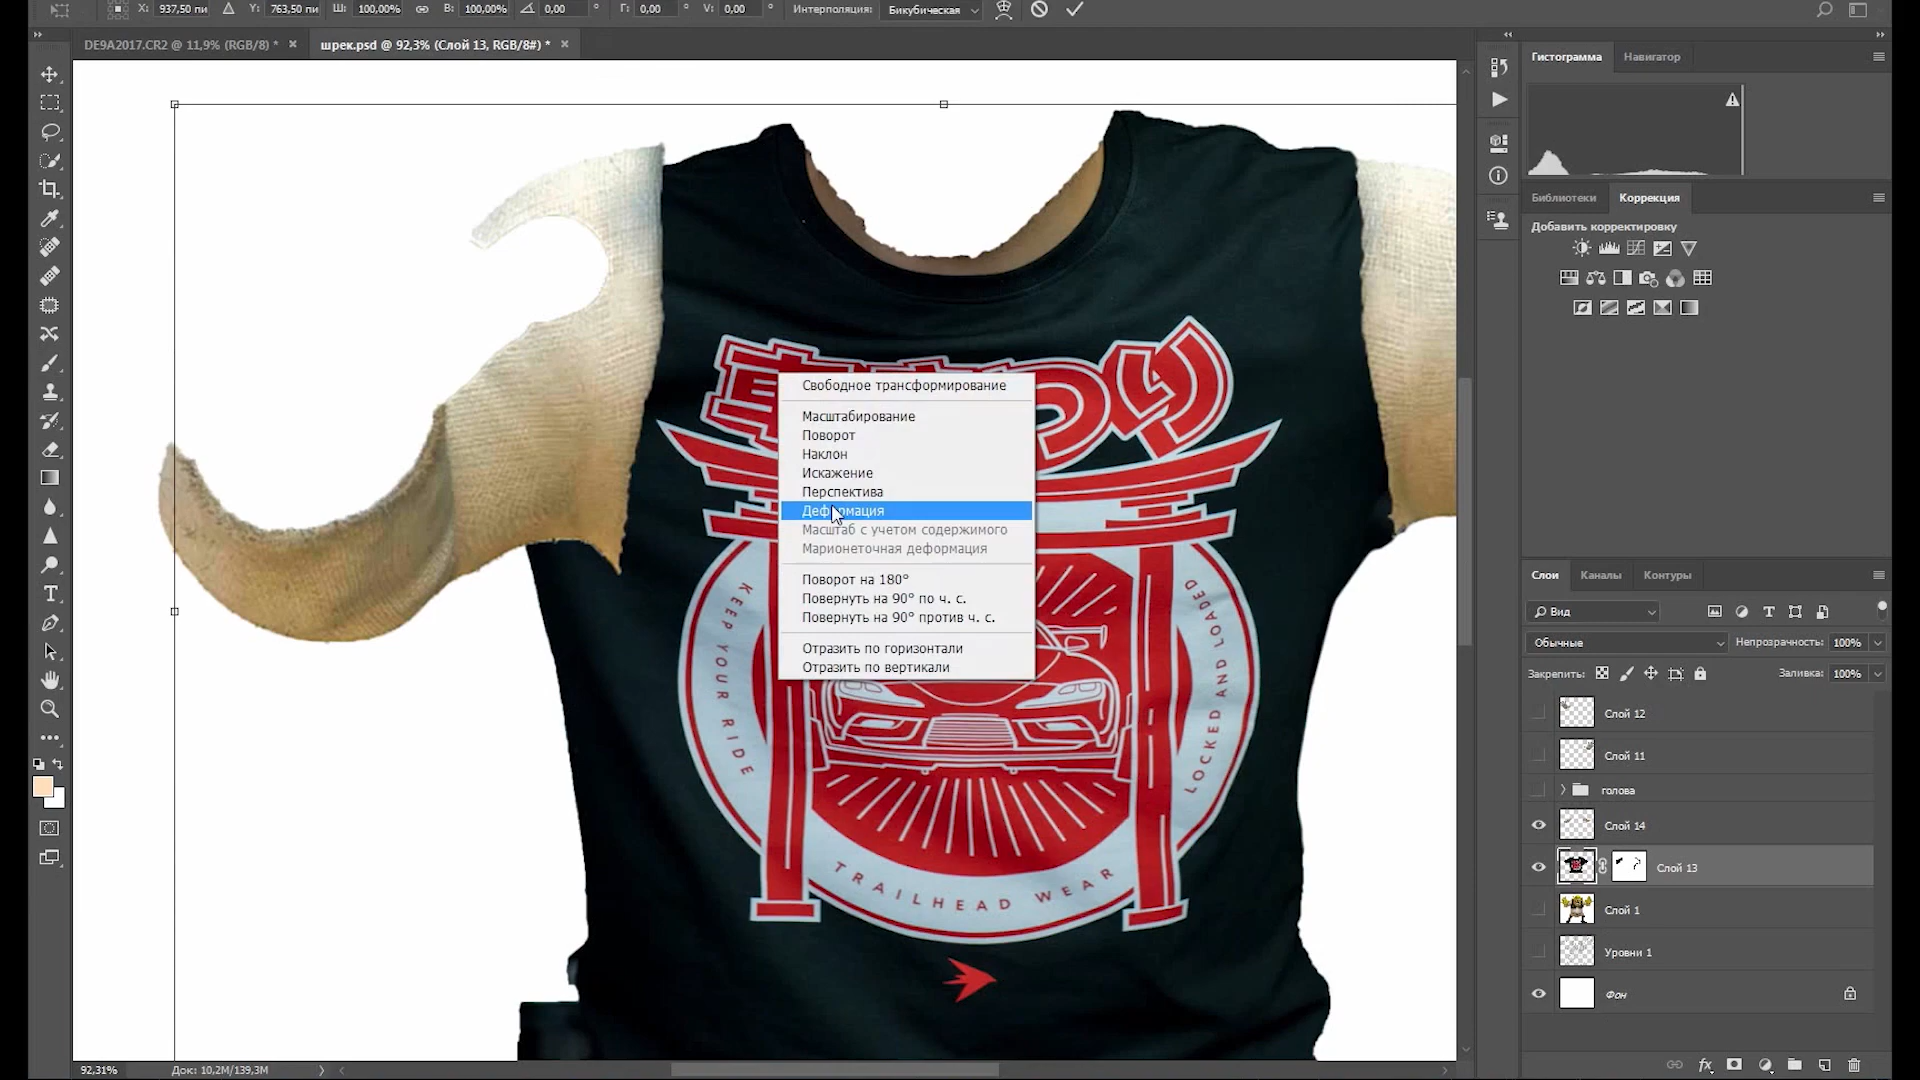 X: 937,50 пи Y: 763,50 пи Ш: 100,00% В: 100,00% 0,00 ° Г: 0,00 ° V: 0,00 ° Интерполяция: Бикубическая
DE9A2017.CR2 @ 11,9% (RGB/8) * × шрек.psd @ 92,3% (Слой 13, RGB/8#) * ×
Гистограмма Навигатор
Библиотеки Коррекция
Добавить корректировку
Свободное трансформирование
Масштабирование
Поворот
Наклон
Искажение
Перспектива
Деформация
Масштаб с учетом содержимого
Марионеточная деформация
Поворот на 180°
Повернуть на 90° по ч. с.
Повернуть на 90° против ч. с.
Отразить по горизонтали
Отразить по вертикали
KEEP YOUR RIDE
LOCKED AND LOADED
TRAILHEAD WEAR
Слои Каналы Контуры
Вид
Обычные Непрозрачность: 100%
Закрепить: Заливка: 100%
Слой 12
Слой 11
голова
Слой 14
Слой 13
Слой 1
Уровни 1
Фон
fx
92,31% Док: 10,2M/139,3M